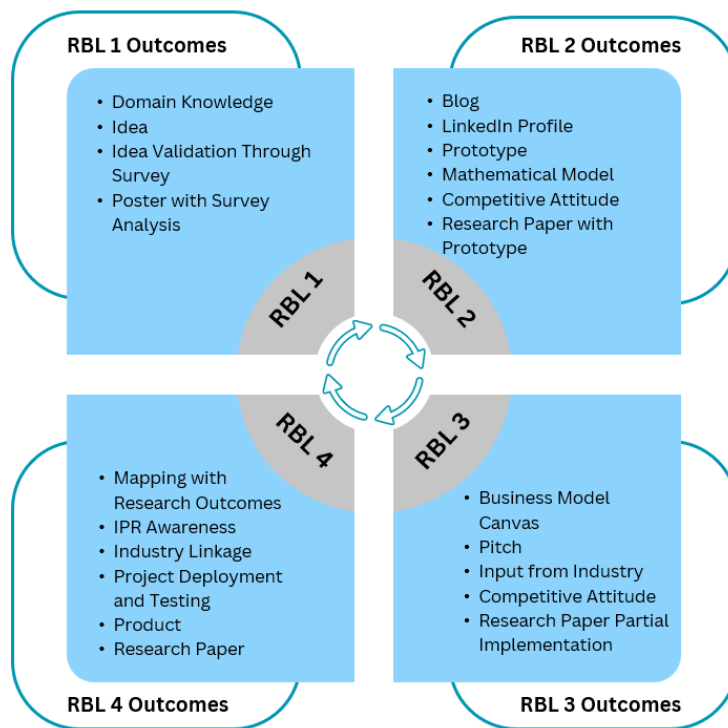 RBL 1 Outcomes
• Domain Knowledge
• Idea
• Idea Validation Through
Survey
• Poster with Survey
Analysis
RBL 1
RBL 2 Outcomes
• Blog
• LinkedIn Profile
• Prototype
• Mathematical Model
• Competitive Attitude
• Research Paper with
Prototype
RBL 2
RBL 4
• Mapping with
Research Outcomes
• IPR Awareness
• Industry Linkage
• Project Deployment
and Testing
• Product
• Research Paper
RBL 4 Outcomes
RBL 3
• Business Model
Canvas
• Pitch
• Input from Industry
• Competitive Attitude
• Research Paper Partial
Implementation
RBL 3 Outcomes